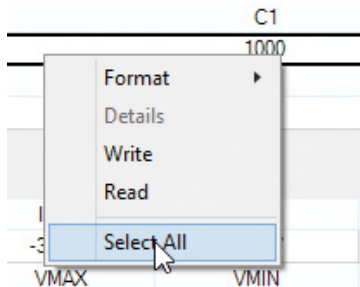 C1
1000
Format
Details
Write
Read
Select All
VMAX VMIN